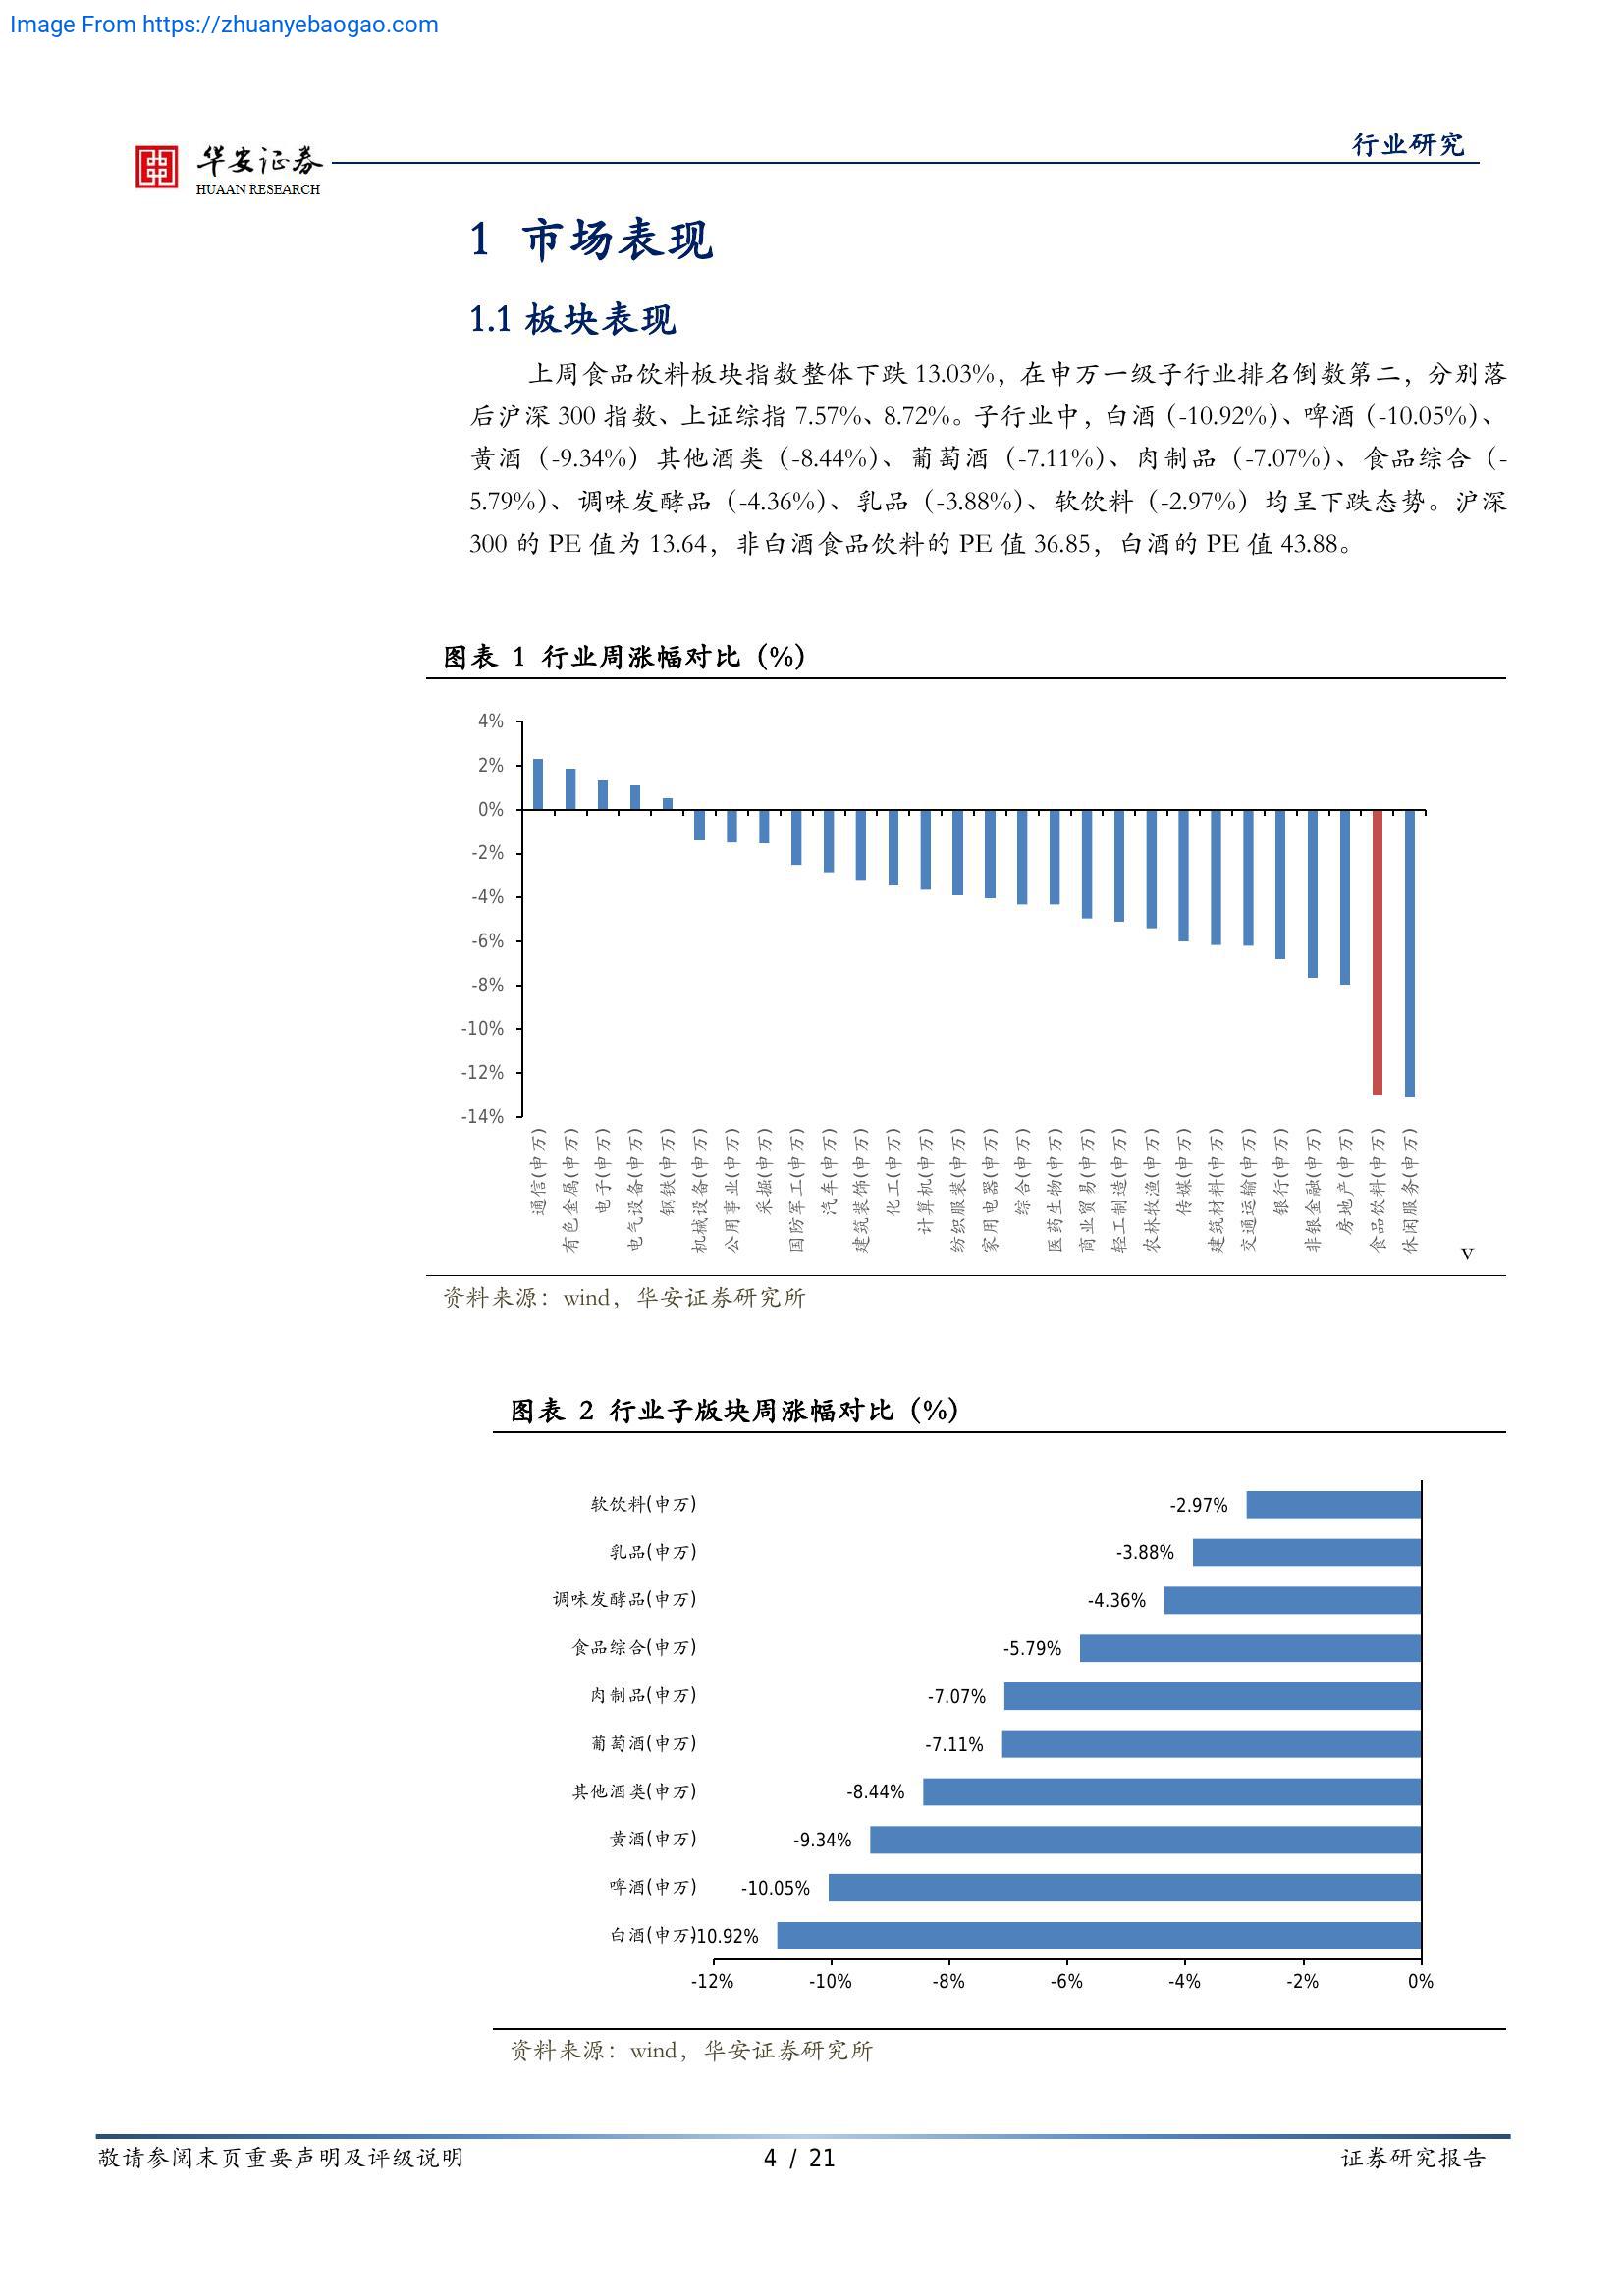 Image From https://zhuanyebaogao.com
华安证券
HUAAN RESEARCH
行业研究
1 市场表现
1.1 板块表现
上周食品饮料板块指数整体下跌 13.03%，在申万一级子行业排名倒数第二，分别落
后沪深 300 指数、上证综指 7.57%、8.72%。子行业中，白酒（-10.92%）、啤酒（-10.05%）、
黄酒（-9.34%）其他酒类（-8.44%）、葡萄酒（-7.11%）、肉制品（-7.07%）、食品综合（-
5.79%）、调味发酵品（-4.36%）、乳品（-3.88%）、软饮料（-2.97%）均呈下跌态势。沪深
300 的 PE 值为 13.64，非白酒食品饮料的 PE 值 36.85，白酒的 PE 值 43.88。
图表 1 行业周涨幅对比（%）
4%
2%
0%
-2%
-4%
-6%
-8%
-10%
-12%
-14%
通信(申万)
有色金属(申万)
电子(申万)
电气设备(申万)
钢铁(申万)
机械设备(申万)
公用事业(申万)
采掘(申万)
国防军工(申万)
汽车(申万)
建筑装饰(申万)
化工(申万)
计算机(申万)
纺织服装(申万)
家用电器(申万)
综合(申万)
医药生物(申万)
商业贸易(申万)
轻工制造(申万)
农林牧渔(申万)
传媒(申万)
建筑材料(申万)
交通运输(申万)
银行(申万)
非银金融(申万)
房地产(申万)
食品饮料(申万)
休闲服务(申万)
v
资料来源：wind，华安证券研究所
图表 2 行业子版块周涨幅对比（%）
软饮料(申万) -2.97%
乳品(申万) -3.88%
调味发酵品(申万) -4.36%
食品综合(申万) -5.79%
肉制品(申万) -7.07%
葡萄酒(申万) -7.11%
其他酒类(申万) -8.44%
黄酒(申万) -9.34%
啤酒(申万) -10.05%
白酒(申万) -10.92%
-12% -10% -8% -6% -4% -2% 0%
资料来源：wind，华安证券研究所
敬请参阅末页重要声明及评级说明 4 / 21 证券研究报告